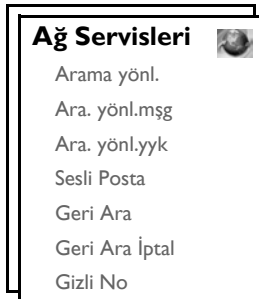 Ağ Servisleri
Arama yönl.
Ara. yönl.mşg
Ara. yönl.yyk
Sesli Posta
Geri Ara
Geri Ara İptal
Gizli No